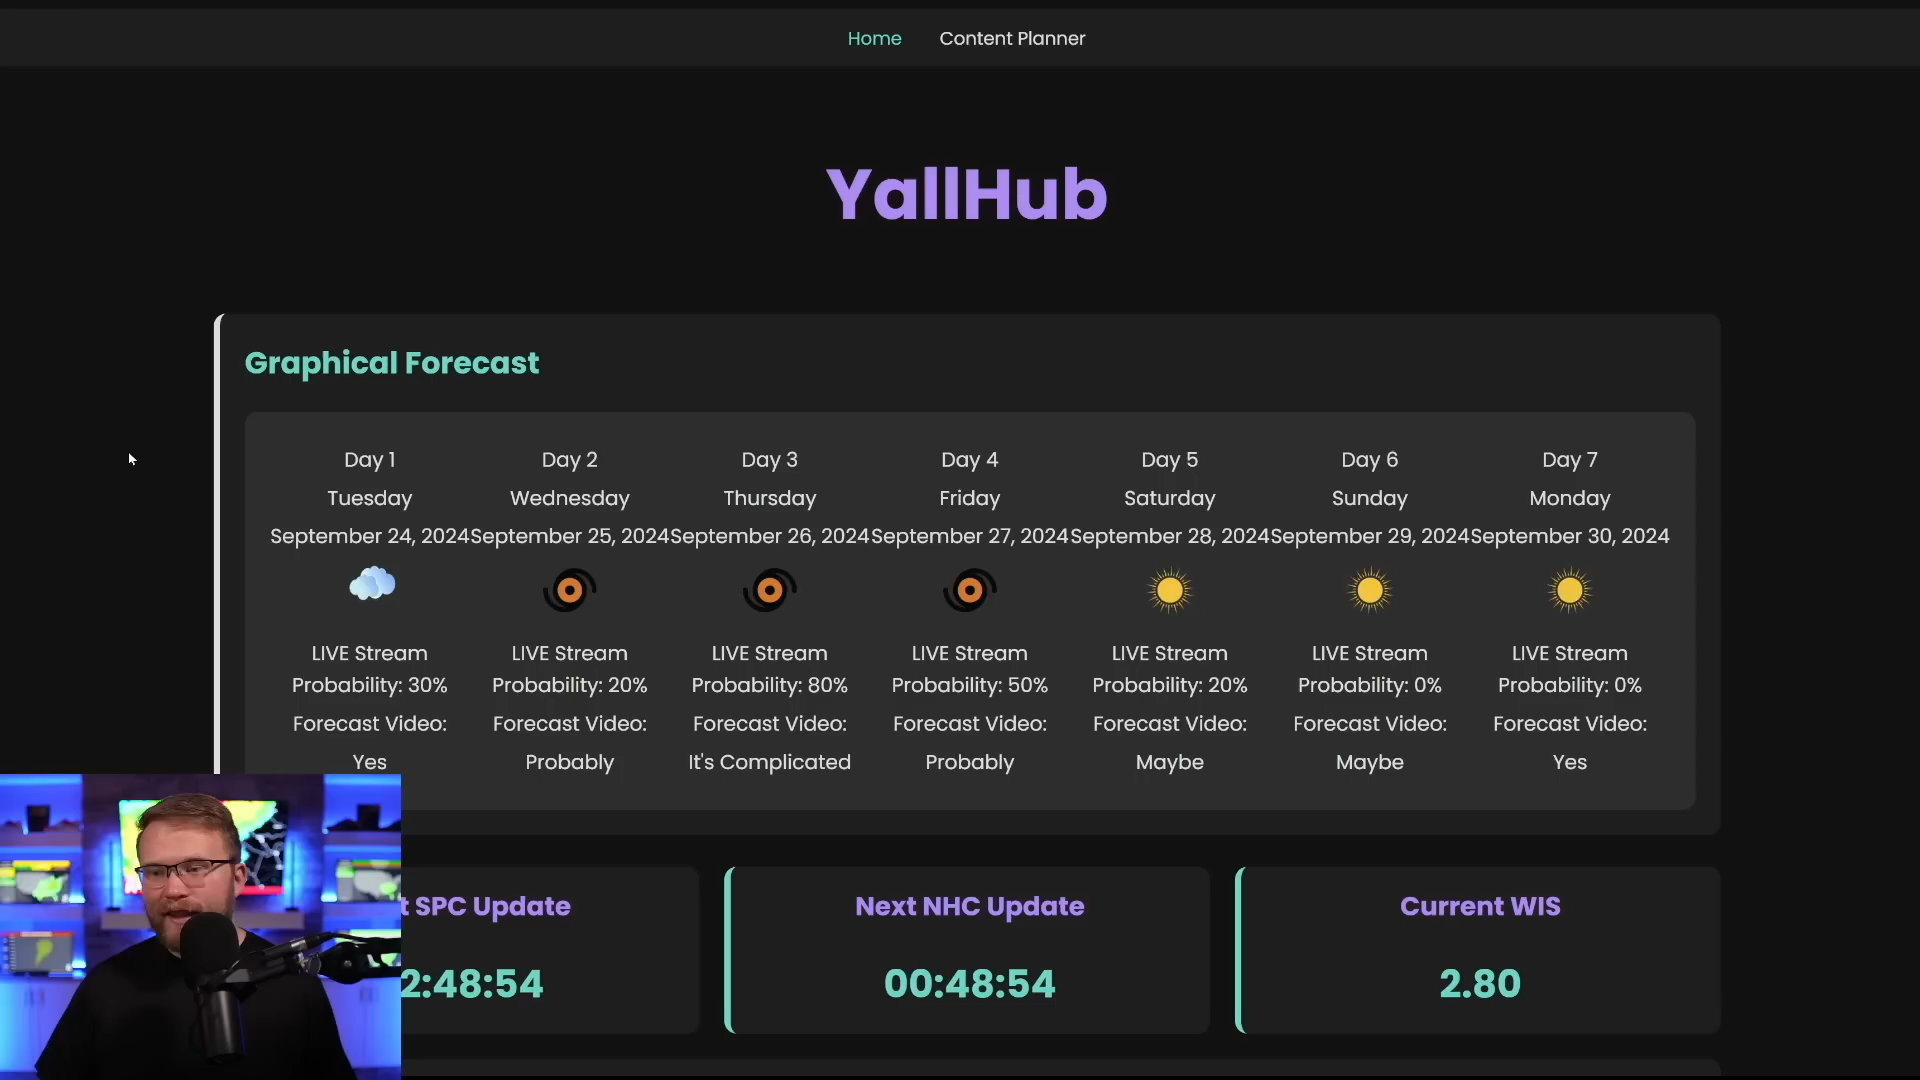 Home Content Planner
YallHub
Graphical Forecast
Day 1 Day 2 Day 3 Day 4 Day 5 Day 6 Day 7
Tuesday Wednesday Thursday Friday Saturday Sunday Monday
September 24, 2024 September 25, 2024 September 26, 2024 September 27, 2024 September 28, 2024 September 29, 2024 September 30, 2024
LIVE Stream LIVE Stream LIVE Stream LIVE Stream LIVE Stream LIVE Stream LIVE Stream
Probability: 30% Probability: 20% Probability: 80% Probability: 50% Probability: 20% Probability: 0% Probability: 0%
Forecast Video: Forecast Video: Forecast Video: Forecast Video: Forecast Video: Forecast Video: Forecast Video:
Yes Probably It's Complicated Probably Maybe Maybe Yes
t SPC Update Next NHC Update Current WIS
2:48:54 00:48:54 2.80